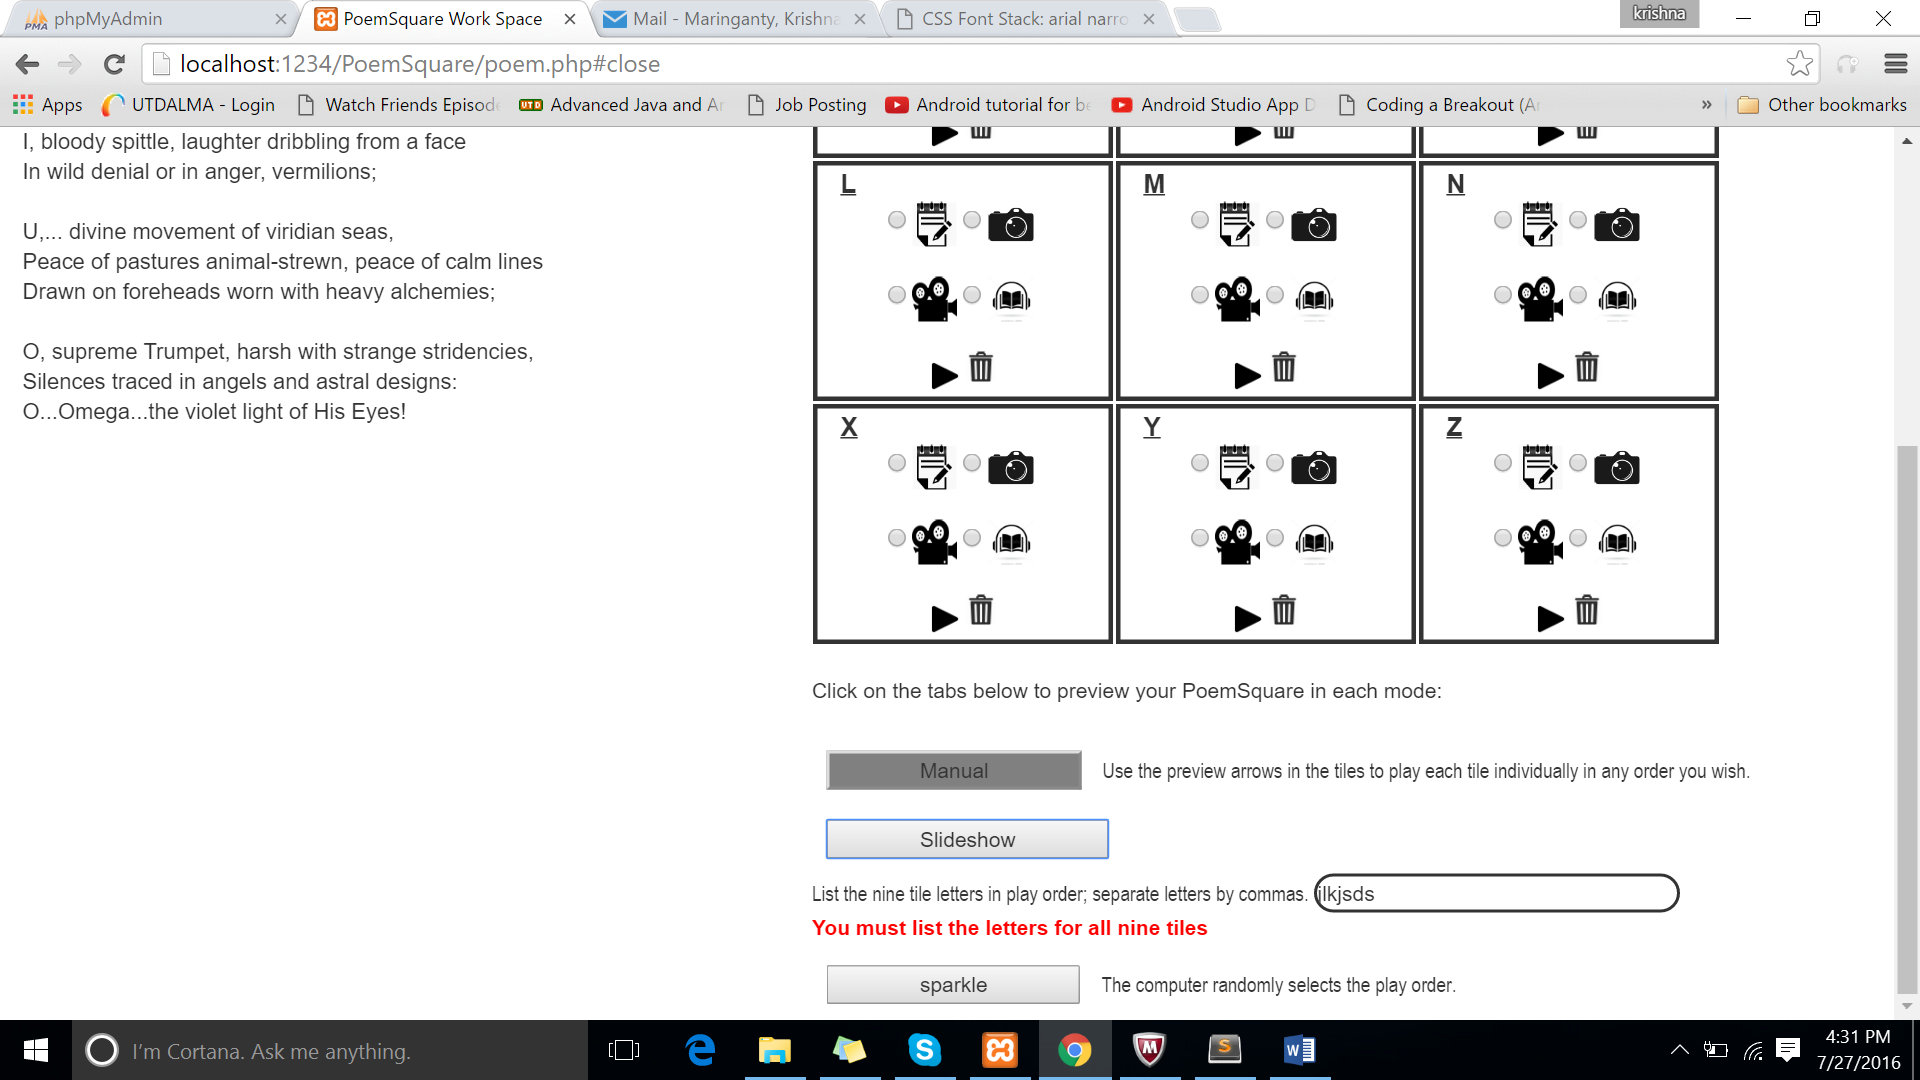 phpMyAdmin
PoemSquare Work Space
Mail - Maringanty, Krishna
CSS Font Stack: arial narro
krishna
localhost:1234/PoemSquare/poem.php#close
Apps
UTDALMA - Login
Watch Friends Episod
Advanced Java and Ar
Job Posting
Android tutorial for be
Android Studio App D
Coding a Breakout (Ar
»
Other bookmarks
I, bloody spittle, laughter dribbling from a face
In wild denial or in anger, vermilions;
U,... divine movement of viridian seas,
Peace of pastures animal-strewn, peace of calm lines
Drawn on foreheads worn with heavy alchemies;
O, supreme Trumpet, harsh with strange stridencies,
Silences traced in angels and astral designs:
O...Omega...the violet light of His Eyes!
L
M
N
X
Y
Z
Click on the tabs below to preview your PoemSquare in each mode:
Manual
Use the preview arrows in the tiles to play each tile individually in any order you wish.
Slideshow
List the nine tile letters in play order; separate letters by commas.
You must list the letters for all nine tiles
sparkle
The computer randomly selects the play order.
I'm Cortana. Ask me anything.
4:31 PM
7/27/2016